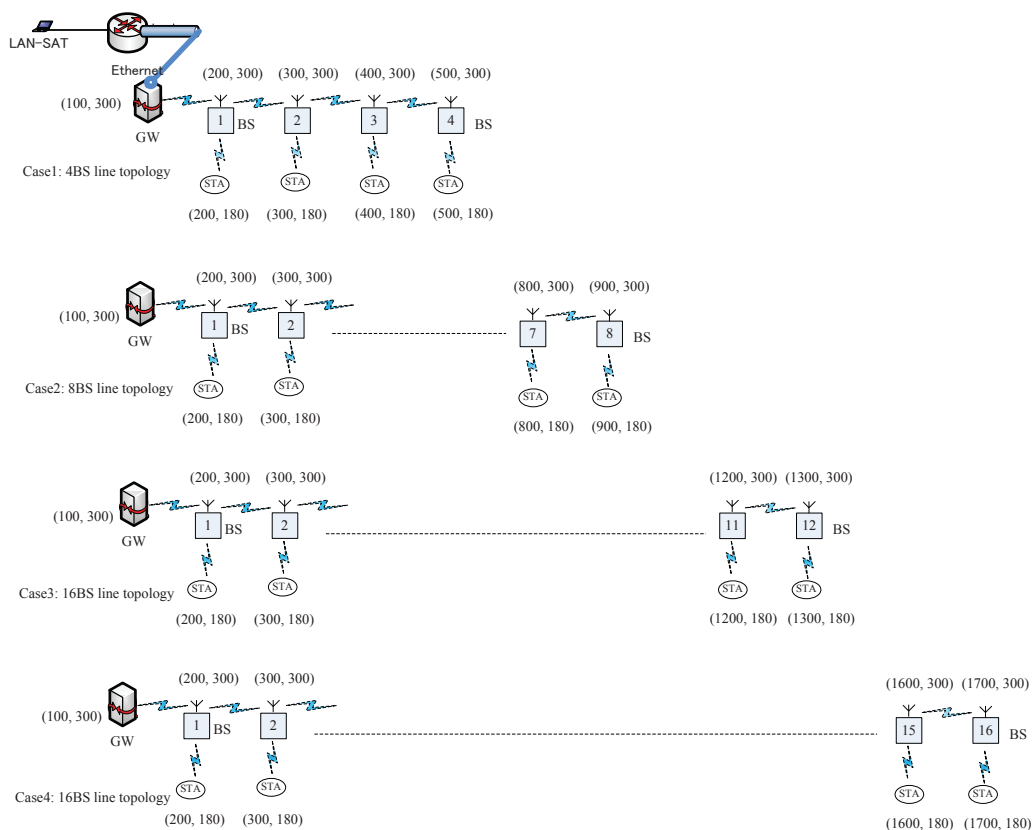 LAN-SAT
Ethernet
(200, 300) (300, 300) (400, 300) (500, 300)
(100, 300)
1 BS 2 3 4 BS
GW
Case1: 4BS line topology
STA STA STA STA
(200, 180) (300, 180) (400, 180) (500, 180)
(200, 300) (300, 300) (800, 300) (900, 300)
(100, 300)
1 BS 2 7 8 BS
GW
Case2: 8BS line topology
STA STA STA STA
(200, 180) (300, 180) (800, 180) (900, 180)
(200, 300) (300, 300) (1200, 300) (1300, 300)
(100, 300)
1 BS 2 11 12 BS
GW
Case3: 16BS line topology
STA STA STA STA
(200, 180) (300, 180) (1200, 180) (1300, 180)
(200, 300) (300, 300) (1600, 300) (1700, 300)
(100, 300)
1 BS 2 15 16 BS
GW
Case4: 16BS line topology
STA STA STA STA
(200, 180) (300, 180) (1600, 180) (1700, 180)